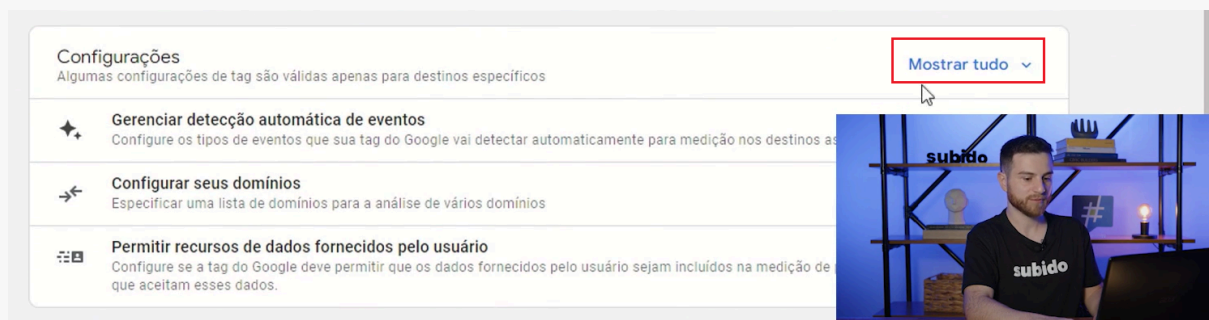 Configurações
Algumas configurações de tag são válidas apenas para destinos específicos
Mostrar tudo
Gerenciar detecção automática de eventos
Configure os tipos de eventos que sua tag do Google vai detectar automaticamente para medição nos destinos as
Configurar seus domínios
Especificar uma lista de domínios para a análise de vários domínios
Permitir recursos de dados fornecidos pelo usuário
Configure se a tag do Google deve permitir que os dados fornecidos pelo usuário sejam incluídos na medição de
que aceitam esses dados.
subido
#
subido